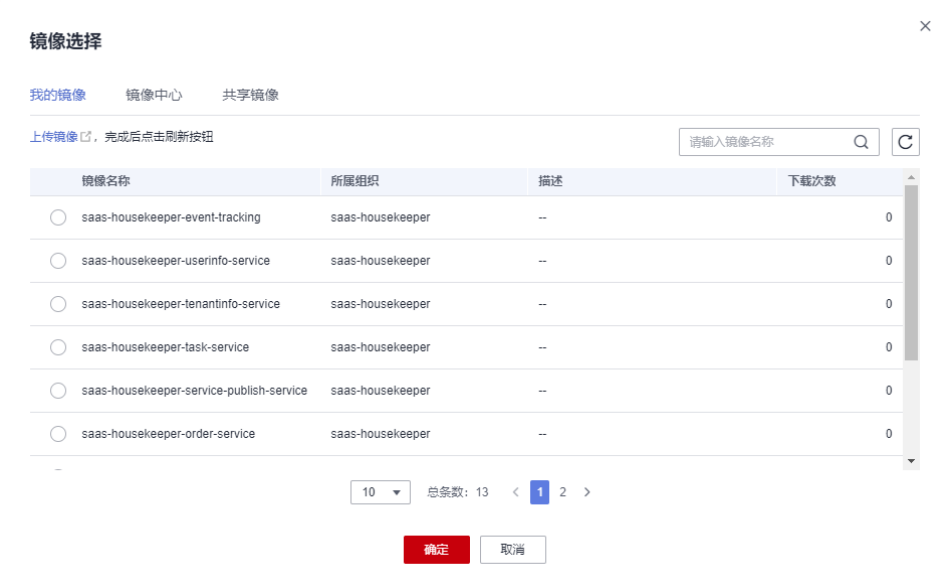 镜像选择
我的镜像 镜像中心 共享镜像
上传镜像，完成后点击刷新按钮 请输入镜像名称
镜像名称 所属组织 描述 下载次数
saas-housekeeper-event-tracking saas-housekeeper -- 0
saas-housekeeper-userinfo-service saas-housekeeper -- 0
saas-housekeeper-tenantinfo-service saas-housekeeper -- 0
saas-housekeeper-task-service saas-housekeeper -- 0
saas-housekeeper-service-publish-service saas-housekeeper -- 0
saas-housekeeper-order-service saas-housekeeper -- 0
10 总条数：13 < 1 2 >
确定 取消